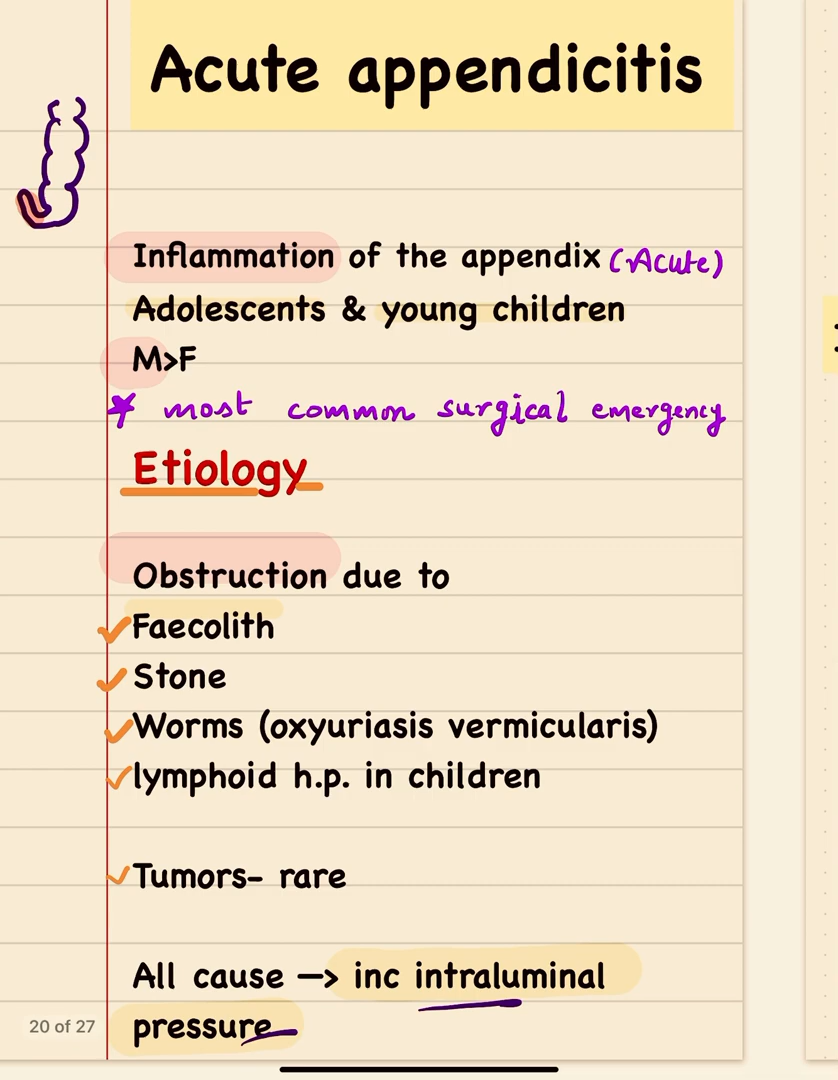 Acute appendicitis
Inflammation of the appendix (Acute)
Adolescents & young children
M>F
* most common surgical emergency
Etiology
Obstruction due to
Faecolith
Stone
Worms (oxyuriasis vermicularis)
lymphoid h.p. in children
Tumors- rare
All cause —> inc intraluminal
pressure
20 of 27